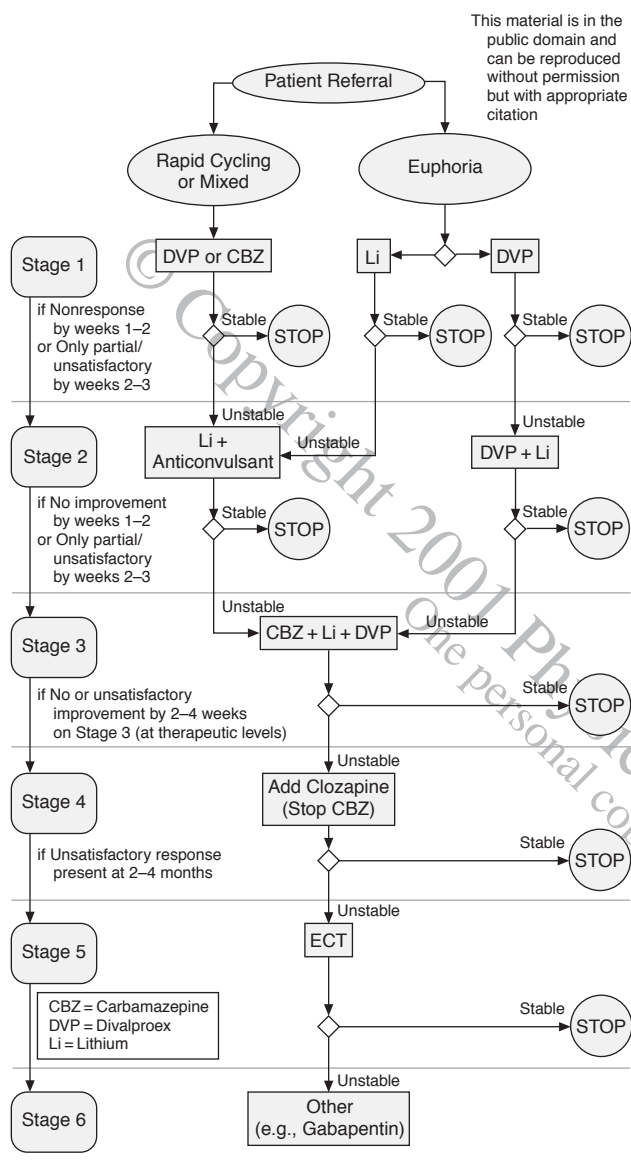 This material is in the
public domain and
can be reproduced
without permission
but with appropriate
citation
Patient Referral
Rapid Cycling
or Mixed
Euphoria
Stage 1
DVP or CBZ
Li
DVP
if Nonresponse
by weeks 1–2
or Only partial/
unsatisfactory
by weeks 2–3
Stable
STOP
Stable
STOP
Stable
STOP
Unstable
Unstable
Unstable
Stage 2
Li +
Anticonvulsant
DVP + Li
if No improvement
by weeks 1–2
or Only partial/
unsatisfactory
by weeks 2–3
Stable
STOP
Stable
STOP
Unstable
Unstable
Stage 3
CBZ + Li + DVP
if No or unsatisfactory
improvement by 2–4 weeks
on Stage 3 (at therapeutic levels)
Stable
STOP
Unstable
Stage 4
Add Clozapine
(Stop CBZ)
if Unsatisfactory response
present at 2–4 months
Stable
STOP
Unstable
Stage 5
ECT
CBZ = Carbamazepine
DVP = Divalproex
Li = Lithium
Stable
STOP
Unstable
Stage 6
Other
(e.g., Gabapentin)
© Copyright 2001
One personal